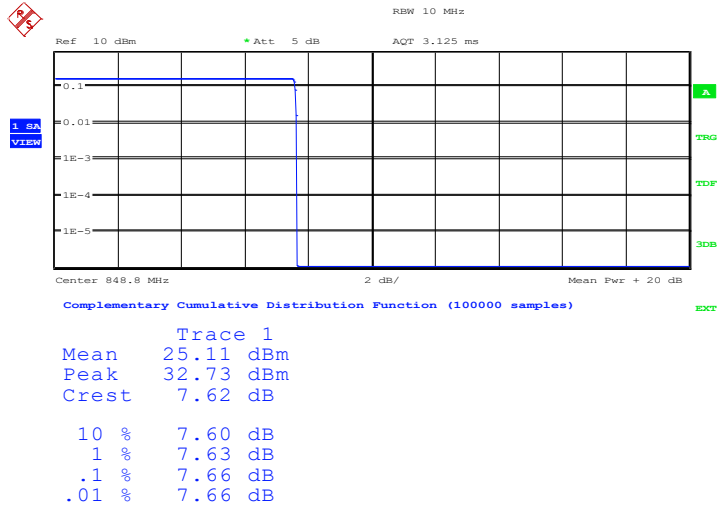 R S
RBW 10 MHz
Ref 10 dBm * Att 5 dB AQT 3.125 ms
0.1
A
0.01
1 SA
VIEW
TRG
1E-3
TDF
1E-4
1E-5
3DB
Center 848.8 MHz 2 dB/ Mean Pwr + 20 dB
Complementary Cumulative Distribution Function (100000 samples)
EXT
Trace 1
Mean 25.11 dBm
Peak 32.73 dBm
Crest 7.62 dB
10 % 7.60 dB
1 % 7.63 dB
.1 % 7.66 dB
.01 % 7.66 dB